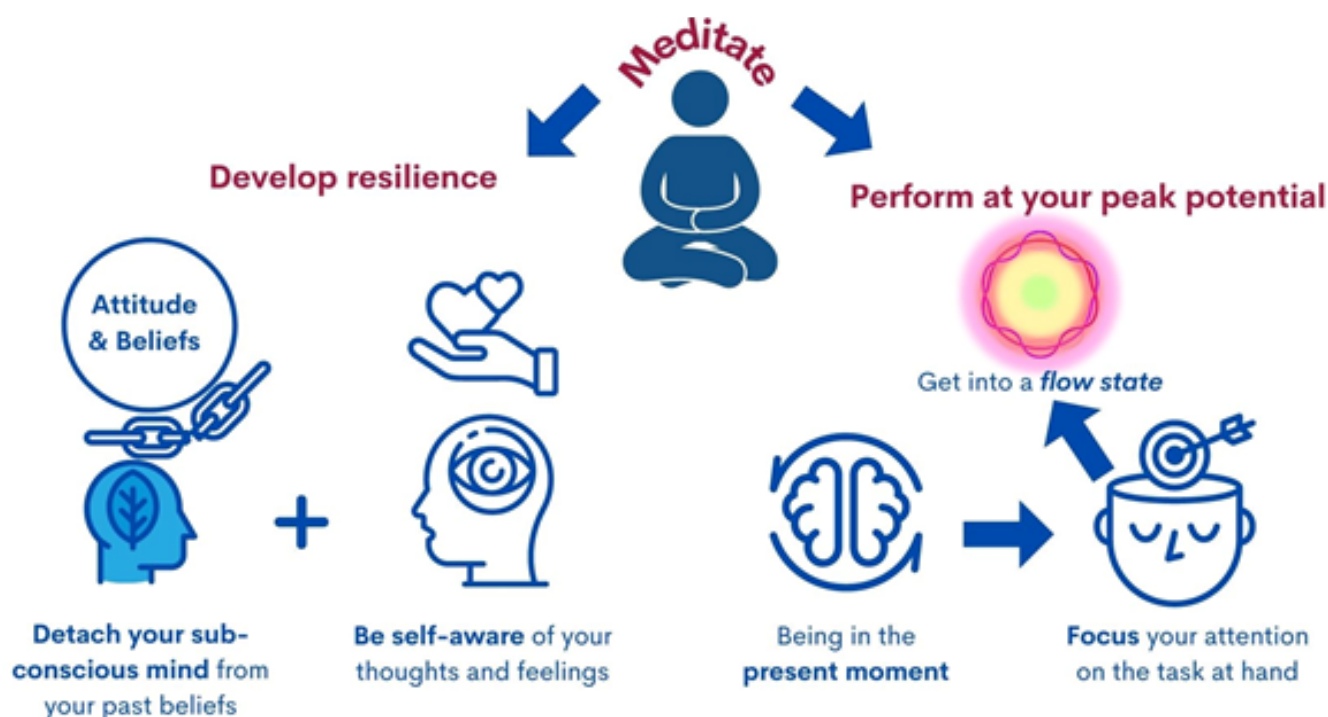 Meditate
Develop resilience
Perform at your peak potential
Attitude
& Beliefs
Get into a flow state
Detach your sub-
conscious mind from
your past beliefs
Be self-aware of your
thoughts and feelings
Being in the
present moment
Focus your attention
on the task at hand